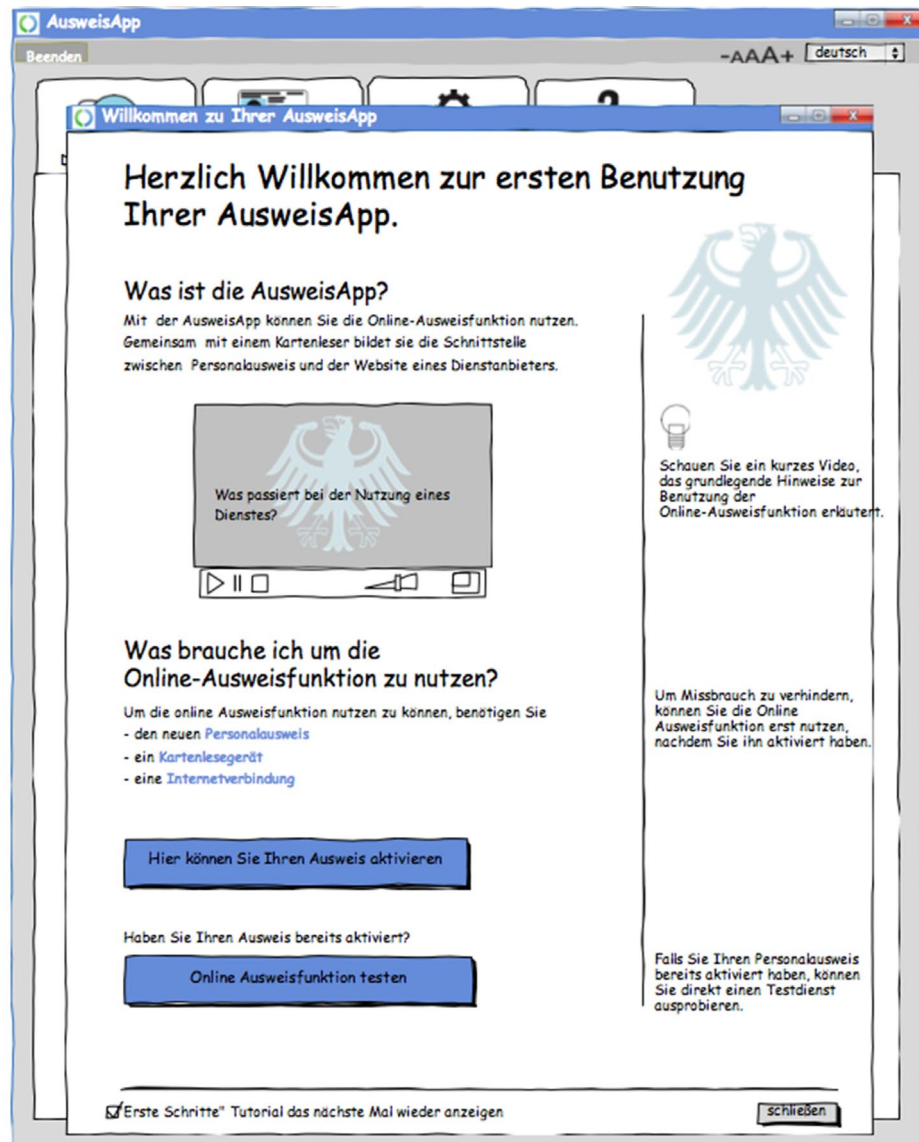 AusweisApp
Beenden
-AAA+
deutsch
?
Willkommen zu Ihrer AusweisApp
Herzlich Willkommen zur ersten Benutzung
Ihrer AusweisApp.
Was ist die AusweisApp?
Mit der AusweisApp können Sie die Online-Ausweisfunktion nutzen.
Gemeinsam mit einem Kartenleser bildet sie die Schnittstelle
zwischen Personalausweis und der Website eines Dienstanbieters.
Was passiert bei der Nutzung eines
Dienstes?
Schauen Sie ein kurzes Video,
das grundlegende Hinweise zur
Benutzung der
Online-Ausweisfunktion erläutert.
Was brauche ich um die
Online-Ausweisfunktion zu nutzen?
Um die online Ausweisfunktion nutzen zu können, benötigen Sie
- den neuen Personalausweis
- ein Kartenlesegerät
- eine Internetverbindung
Um Missbrauch zu verhindern,
können Sie die Online
Ausweisfunktion erst nutzen,
nachdem Sie ihn aktiviert haben.
Hier können Sie Ihren Ausweis aktivieren
Haben Sie Ihren Ausweis bereits aktiviert?
Online Ausweisfunktion testen
Falls Sie Ihren Personalausweis
bereits aktiviert haben, können
Sie direkt einen Testdienst
ausprobieren.
Erste Schritte" Tutorial das nächste Mal wieder anzeigen
schließen